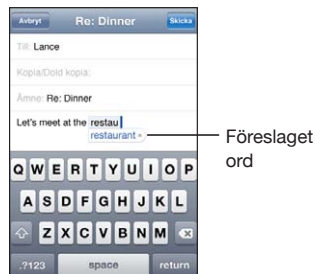 Avbryt Re: Dinner Skicka
Till: Lance
Kopia/Dold kopia:
Ämne: Re: Dinner
Let's meet at the restau
restaurant ×
Föreslaget
ord
Q W E R T Y U I O P
A S D F G H J K L
Z X C V B N M
.?123 space return